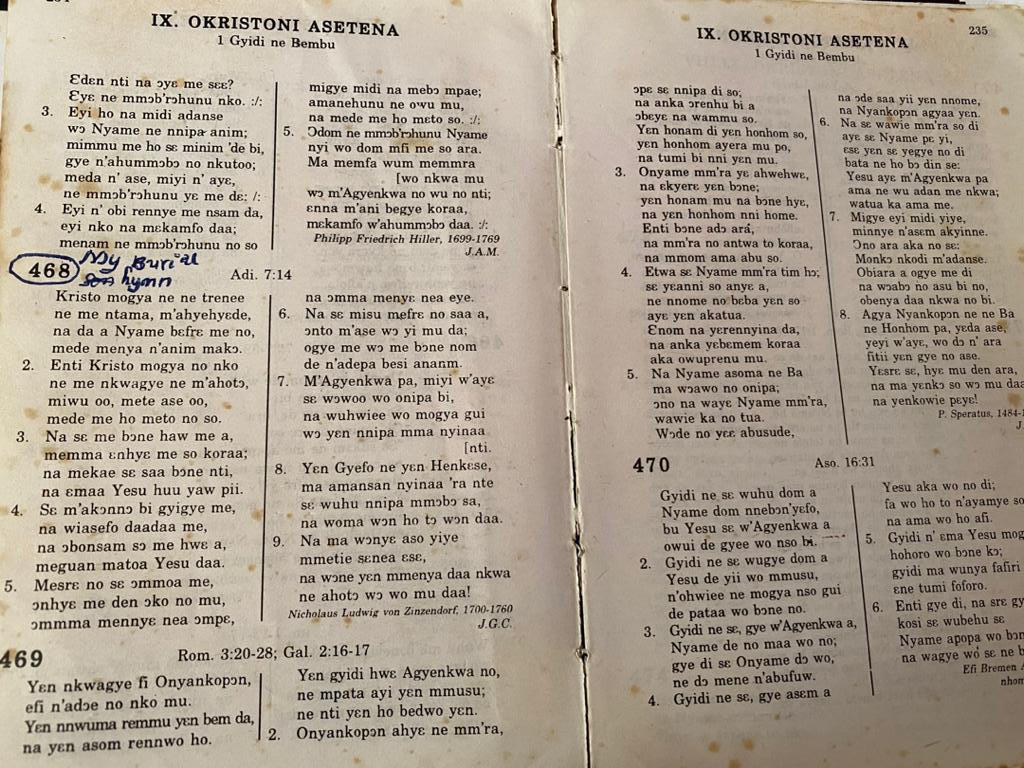 IX. OKRISTONI ASETENA
1 Gyidi ne Bembu
Ɛdɛn nti na ɔyɛ me sɛɛ?
Ɛyɛ ne mmɔb'rɔhunu nko. :/:
3. Eyi ho na midi adanse
wɔ Nyame ne nnipa anim;
mimmu me ho sɛ minim 'de bi,
gye n'ahummɔbɔ no nkutoo;
meda n' ase, miyi n' ayɛ,
ne mmɔb'rɔhunu yɛ me dɛ: /:
4. Eyi n' obi rennye me nsam da,
eyi nko na mɛkamfo daa;
menam ne mmɔb'rɔhunu no so
migye midi na mebɔ mpae;
amanehunu ne owu mu,
na mede me ho meto so. :/:
5. Ɔdom ne mmɔb'rɔhunu Nyame
nyi wo dom mfi me so ara.
Ma memfa wum memmra
[wo nkwa mu
wɔ m'Agyenkwa no wu no nti;
ɛnna m'ani begye koraa,
mɛkamfo w'ahummobɔ daa. :/:
Philipp Friedrich Hiller, 1699-1769
J.A.M.
468 My Burial
hymn
Adi. 7:14
Kristo mogya ne ne trenee
ne me ntama, m'ahyehyɛde,
na da a Nyame bɛfrɛ me no,
mede menya n'anim makɔ.
2. Enti Kristo mogya no nko
ne me nkwagye ne m'ahotɔ,
miwu oo, mete ase oo,
mede me ho meto no so.
3. Na sɛ me bɔne haw me a,
memma ɛnhyɛ me so koraa;
na mekae sɛ saa bɔne nti,
na ɛmaa Yesu huu yaw pii.
4. Sɛ m'akɔnnɔ bi gyigye me,
na wiasefo daadaa me,
na ɔbonsam sɔ me hwɛ a,
meguan matoa Yesu daa.
5. Mesrɛ no sɛ ɔmmoa me,
ɔnhyɛ me den ɔko no mu,
ɔmmma mennyɛ nea ɔmpɛ,
na ɔmma menyɛ nea eye.
6. Na sɛ misu mefrɛ no saa a,
ɔnto m'ase wɔ yi mu da;
ogye me wɔ me bɔne nom
de n'adepa besi ananm.
7. M'Agyenkwa pa, miyi w'ayɛ
sɛ wɔwoo wo onipa bi,
na wuhwiee wo mogya gui
wɔ yɛn nnipa mma nyinaa
[nti.
8. Yɛn Gyefo ne yɛn Henkɛse,
ma amansan nyinaa 'ra nte
sɛ wuhu nnipa mmɔbɔ sa,
na woma wɔn ho tɔ wɔn daa.
9. Na ma wɔnyɛ aso yiye
mmetie sɛnea ɛsɛ,
na wɔne yɛn mmenya daa nkwa
ne ahotɔ wɔ wo mu daa!
Nicholaus Ludwig von Zinzendorf, 1700-1760
J.G.C.
469
Rom. 3:20-28; Gal. 2:16-17
Yɛn nkwagye fi Onyankopɔn,
efi n'adɔe no nko mu.
Yɛn nnwuma remmu yɛn bem da,
na yɛn asom rennwo ho.
Yɛn gyidi hwɛ Agyenkwa no,
ne mpata ayi yɛn mmusu;
ne nti yɛn ho bedwo yɛn.
2. Onyankopɔn ahyɛ ne mm'ra,
IX. OKRISTONI ASETENA
235
1 Gyidi ne Bembu
ɔpɛ sɛ nnipa di so;
na anka ɔrenhu bi a
ɔbeyɛ na wammu so.
Yɛn honam di yɛn honhom so,
yɛn honhom ayera mu po,
na tumi bi nni yɛn mu.
3. Onyame mm'ra yɛ ahwehwɛ,
na ɛkyerɛ yɛn bɔne;
yɛn honam mu na bɔne hyɛ,
na yɛn honhom nni home.
Enti bɔne adɔ ará,
na mm'ra no antwa to koraa,
na mmom ama abu so.
4. Etwa sɛ Nyame mm'ra tim hɔ;
sɛ yɛanni so anyɛ a,
ne nnome no bɛba yɛn so
ayɛ yɛn akatua.
Ɛnom na yɛrennyina da,
na anka yɛbɛmem koraa
aka owuprenu mu.
5. Na Nyame asoma ne Ba
ma waawo no onipa;
ɔno na wayɛ Nyame mm'ra,
wawie ka no tua.
Wɔde no yɛɛ abusude,
na ɔde saa yii yɛn nnome,
na Nyankopɔn agyaa yɛn.
6. Na sɛ wawie mm'ra so di
ayɛ sɛ Nyame pɛ yi,
ɛsɛ yɛn sɛ yegye no di
bata ne ho bɔ din sɛ:
Yesu ayɛ m'Agyenkwa pa
ama ne wu adan me nkwa;
watua ka ama me.
7. Migye eyi midi yiye,
minnye n'asɛm akyinne.
Ɔno ara aka no sɛ:
Monkɔ nkodi m'adanse.
Obiara a ogye me di
na wɔabɔ no asu bi no,
obenya daa nkwa no bi.
8. Agya Nyankopɔn ne ne Ba
ne Honhom pa, yɛda ase,
yeyi w'ayɛ, wo dɔ n' ara
fitii yɛn gye no ase.
Yɛsrɛ sɛ, hyɛ mu den ara,
na ma yɛnkɔ so wɔ mu daa
na yenkowie pɛyɛ!
P. Speratus, 1484-1
J.
470
Aso. 16:31
Gyidi ne sɛ wuhu dom a
Nyame dom nnebɔn'yɛfo,
bu Yesu sɛ w'Agyenkwa a
owui de gyee wo nso bi.
2. Gyidi ne sɛ wugye dom a
Yesu de yii wo mmusu,
n'ohwiee ne mogya nso gui
de pataa wo bɔne no.
3. Gyidi ne sɛ, gye w'Agyenkwa a,
Nyame de no maa wo no;
gye di sɛ Onyame dɔ wo,
ne dɔ mene n'abufuw.
4. Gyidi ne sɛ, gye asɛm a
Yesu aka wo no di;
fa wo ho to n'ayamye so
na ama wo ho afi.
5. Gyidi n' ɛma Yesu mog
hohoro wo bɔne kɔ;
gyidi ma wunya fafiri
ɛne tumi foforo.
6. Enti gye di, na srɛ gy
kosi sɛ wubehu sɛ
Nyame apopa wo bɔn
na wagye wo sɛ ne b
Efi Bremen A
nhom